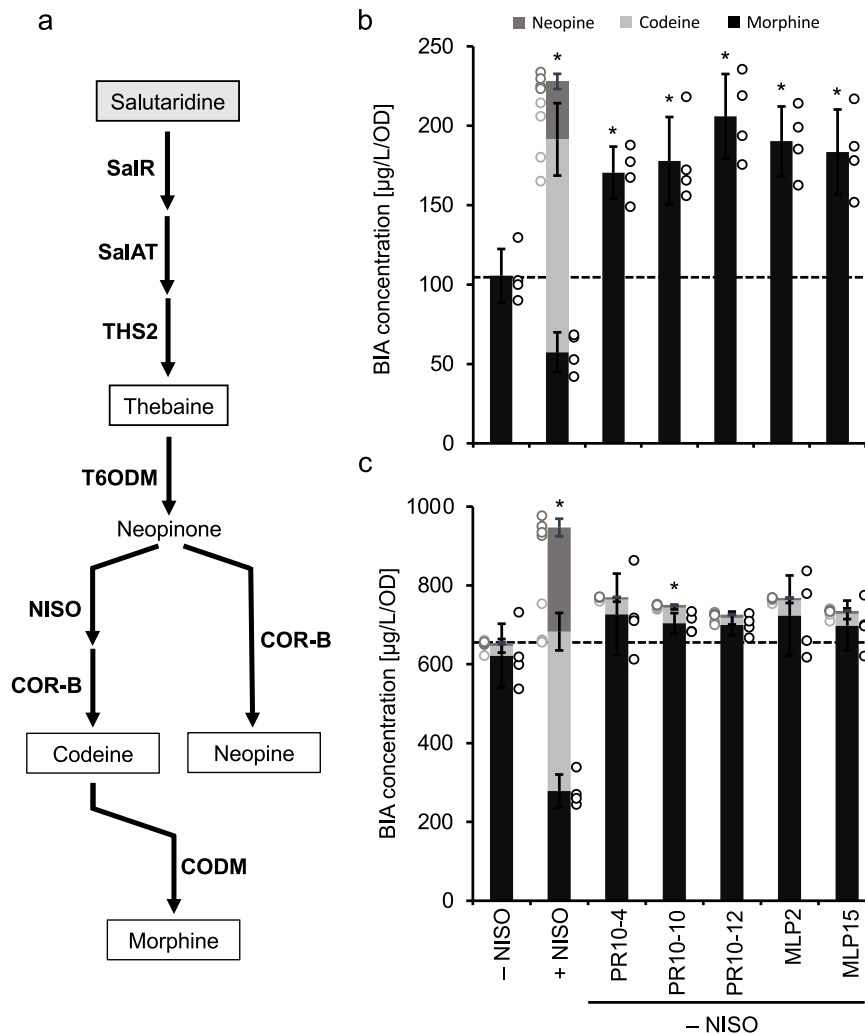 a
Salutaridine
SalR
SalAT
THS2
Thebaine
T6ODM
Neopinone
NISO
COR-B
COR-B
Codeine
Neopine
CODM
Morphine
b
Neopine
Codeine
Morphine
BIA concentration [µg/L/OD]
250
200
150
100
50
0
*
*
*
*
*
*
c
BIA concentration [µg/L/OD]
1000
800
600
400
200
0
*
*
– NISO
+ NISO
PR10-4
PR10-10
PR10-12
MLP2
MLP15
– NISO